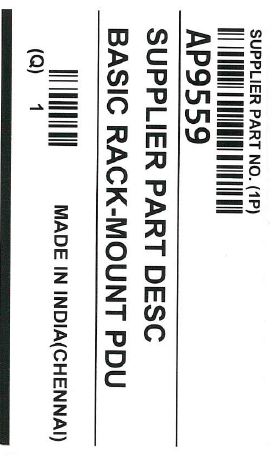 SUPPLIER PART NO. (1P)
AP9559
SUPPLIER PART DESC
BASIC RACK-MOUNT PDU
(Q) 1
MADE IN INDIA(CHENNAI)